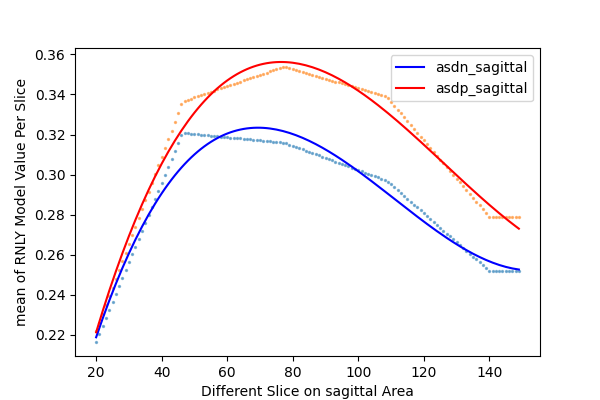 asdn_sagittal
asdp_sagittal
mean of RNLY Model Value Per Slice
0.36
0.34
0.32
0.30
0.28
0.26
0.24
0.22
20 40 60 80 100 120 140
Different Slice on sagittal Area